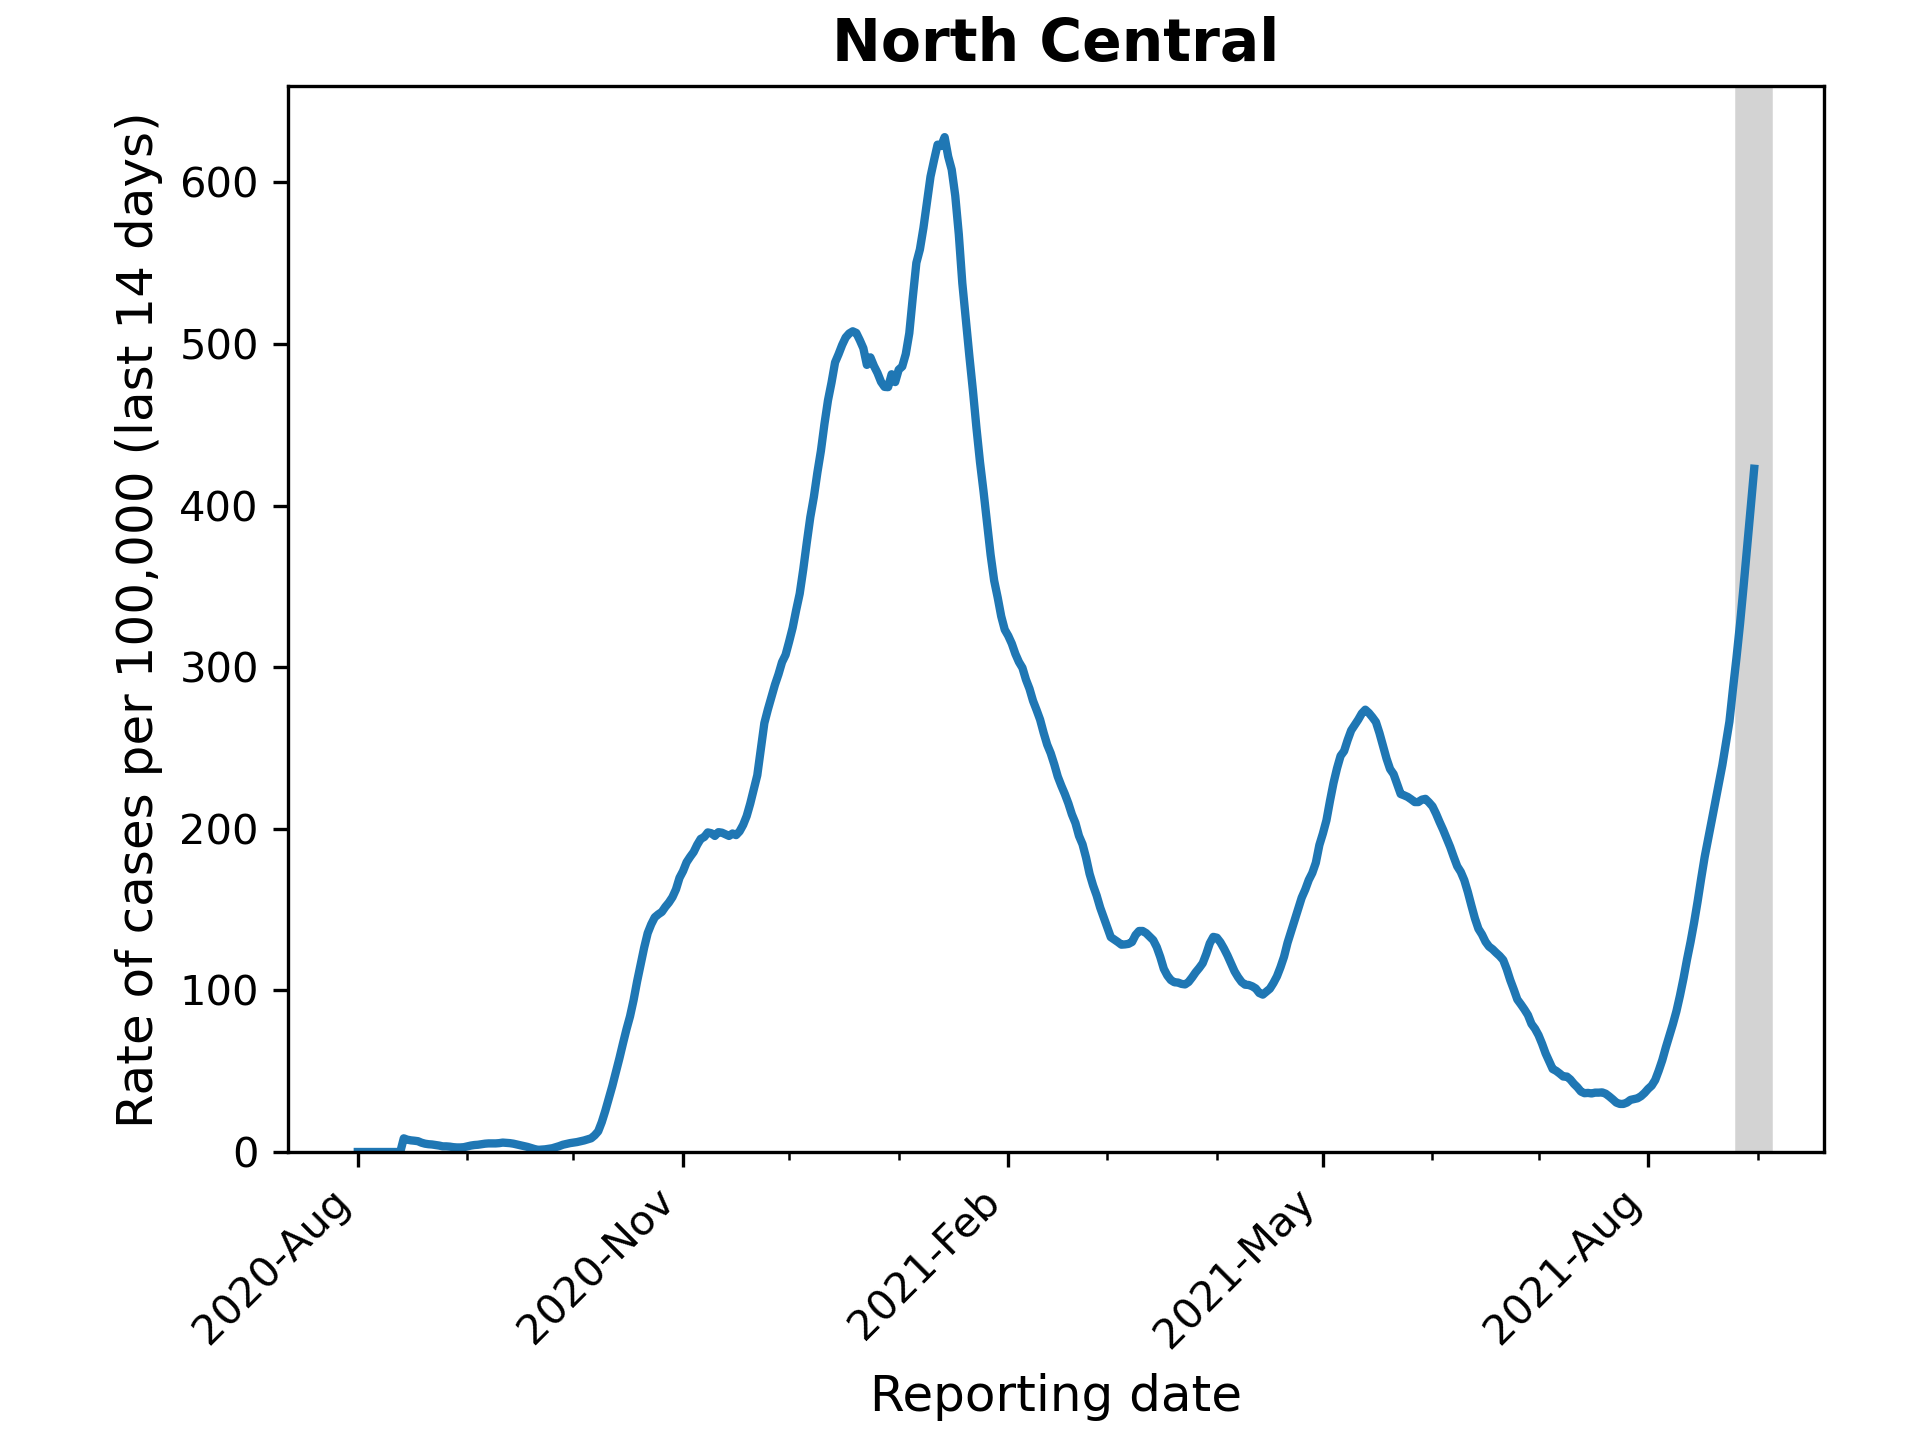 North Central
Rate of cases per 100,000 (last 14 days)
600
500
400
300
200
100
0
2020-Aug
2020-Nov
2021-Feb
2021-May
2021-Aug
Reporting date